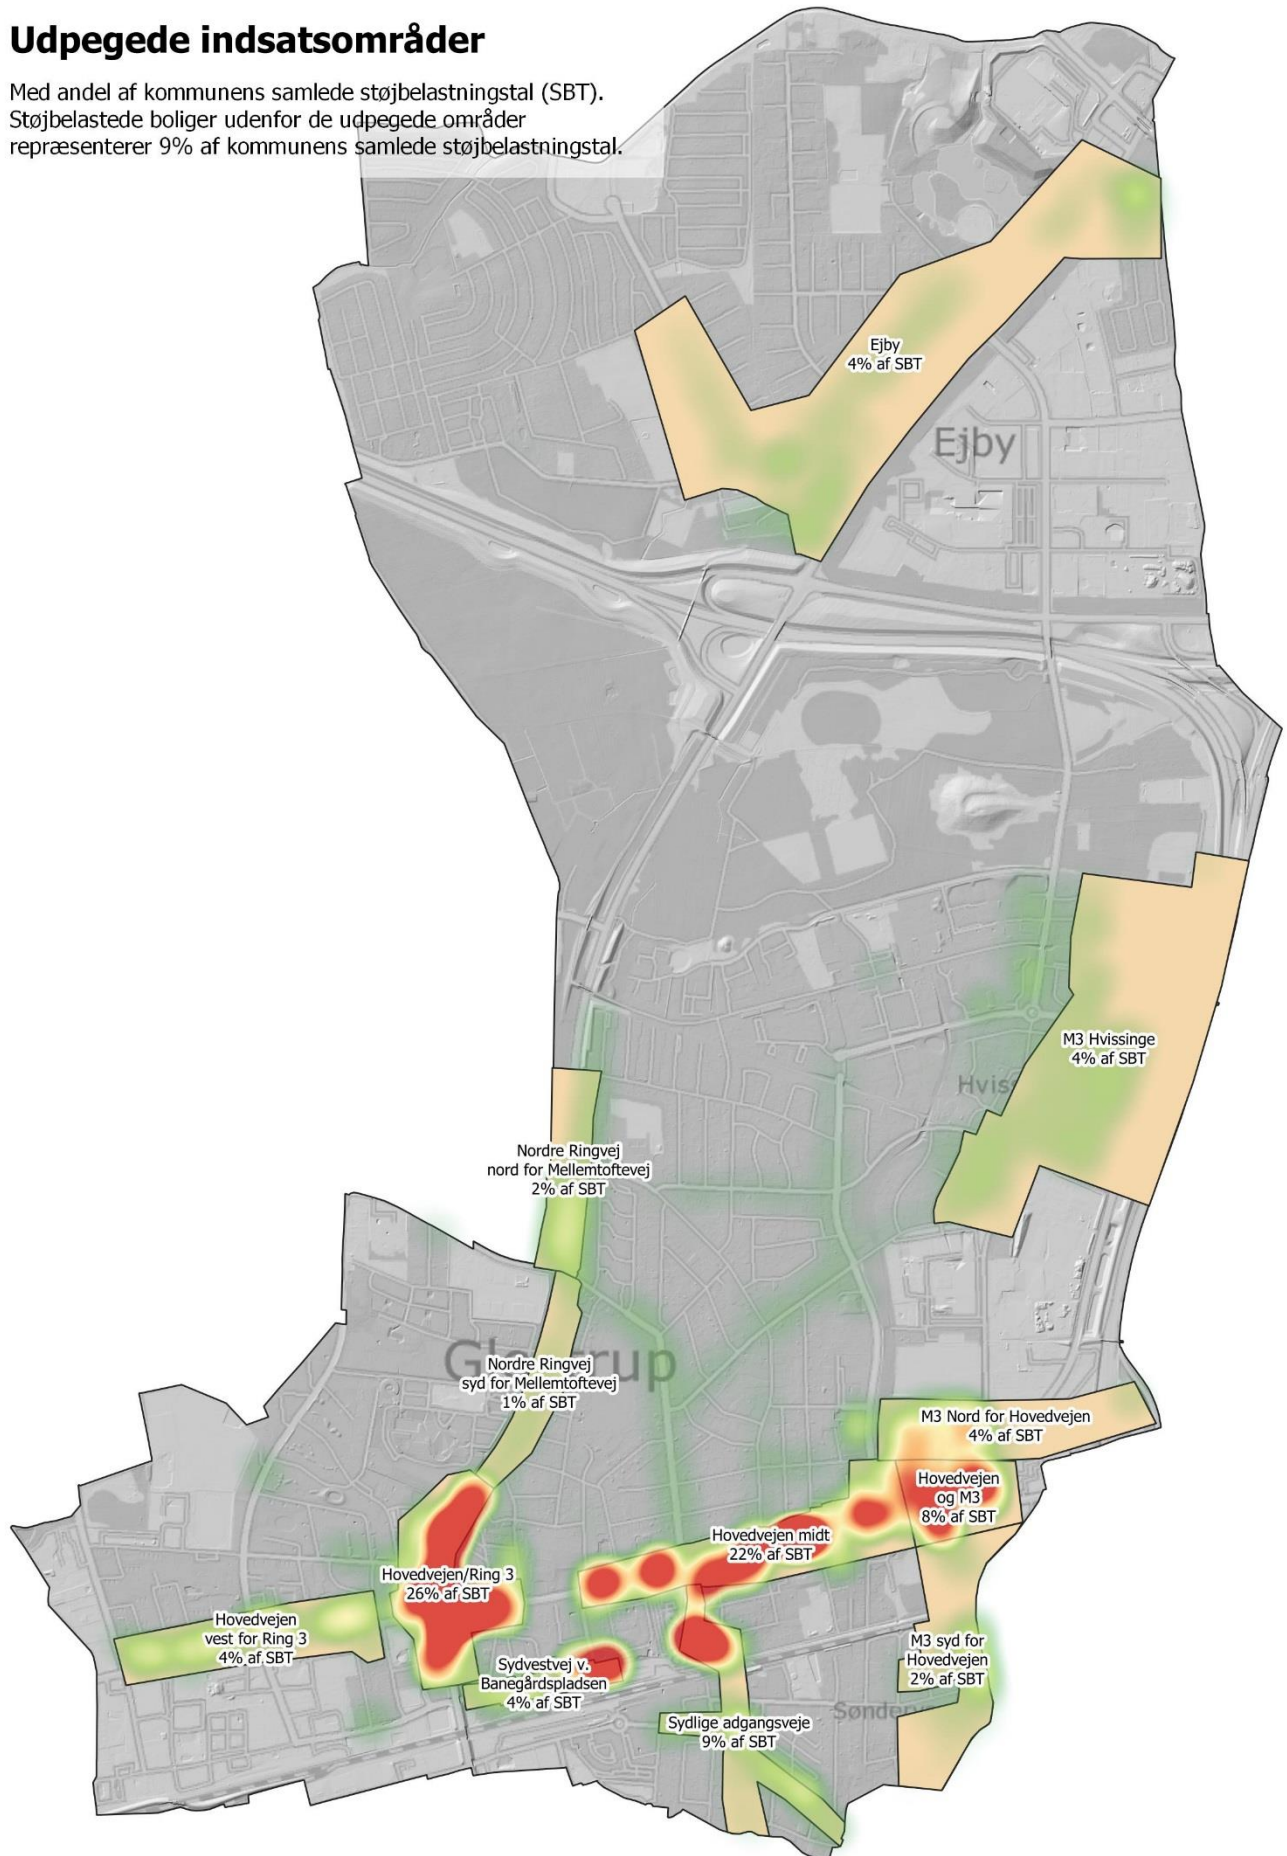 Udpegede indsatsområder
Med andel af kommunens samlede støjbelastningstal (SBT).
Støjbelastede boliger udenfor de udpegede områder
repræsenterer 9% af kommunens samlede støjbelastningstal.
Ejby
4% af SBT
Ejby
M3 Hvissinge
4% af SBT
Nordre Ringvej
nord for Mellemtoftevej
2% af SBT
Nordre Ringvej
syd for Mellemtoftevej
1% af SBT
M3 Nord for Hovedvejen
4% af SBT
Hovedvejen
og M3
8% af SBT
Hovedvejen midt
22% af SBT
Hovedvejen/Ring 3
26% af SBT
Hovedvejen
vest for Ring 3
4% af SBT
M3 syd for
Hovedvejen
2% af SBT
Sydvestvej v.
Banegårdspladsen
4% af SBT
Sydlige adgangsveje
9% af SBT